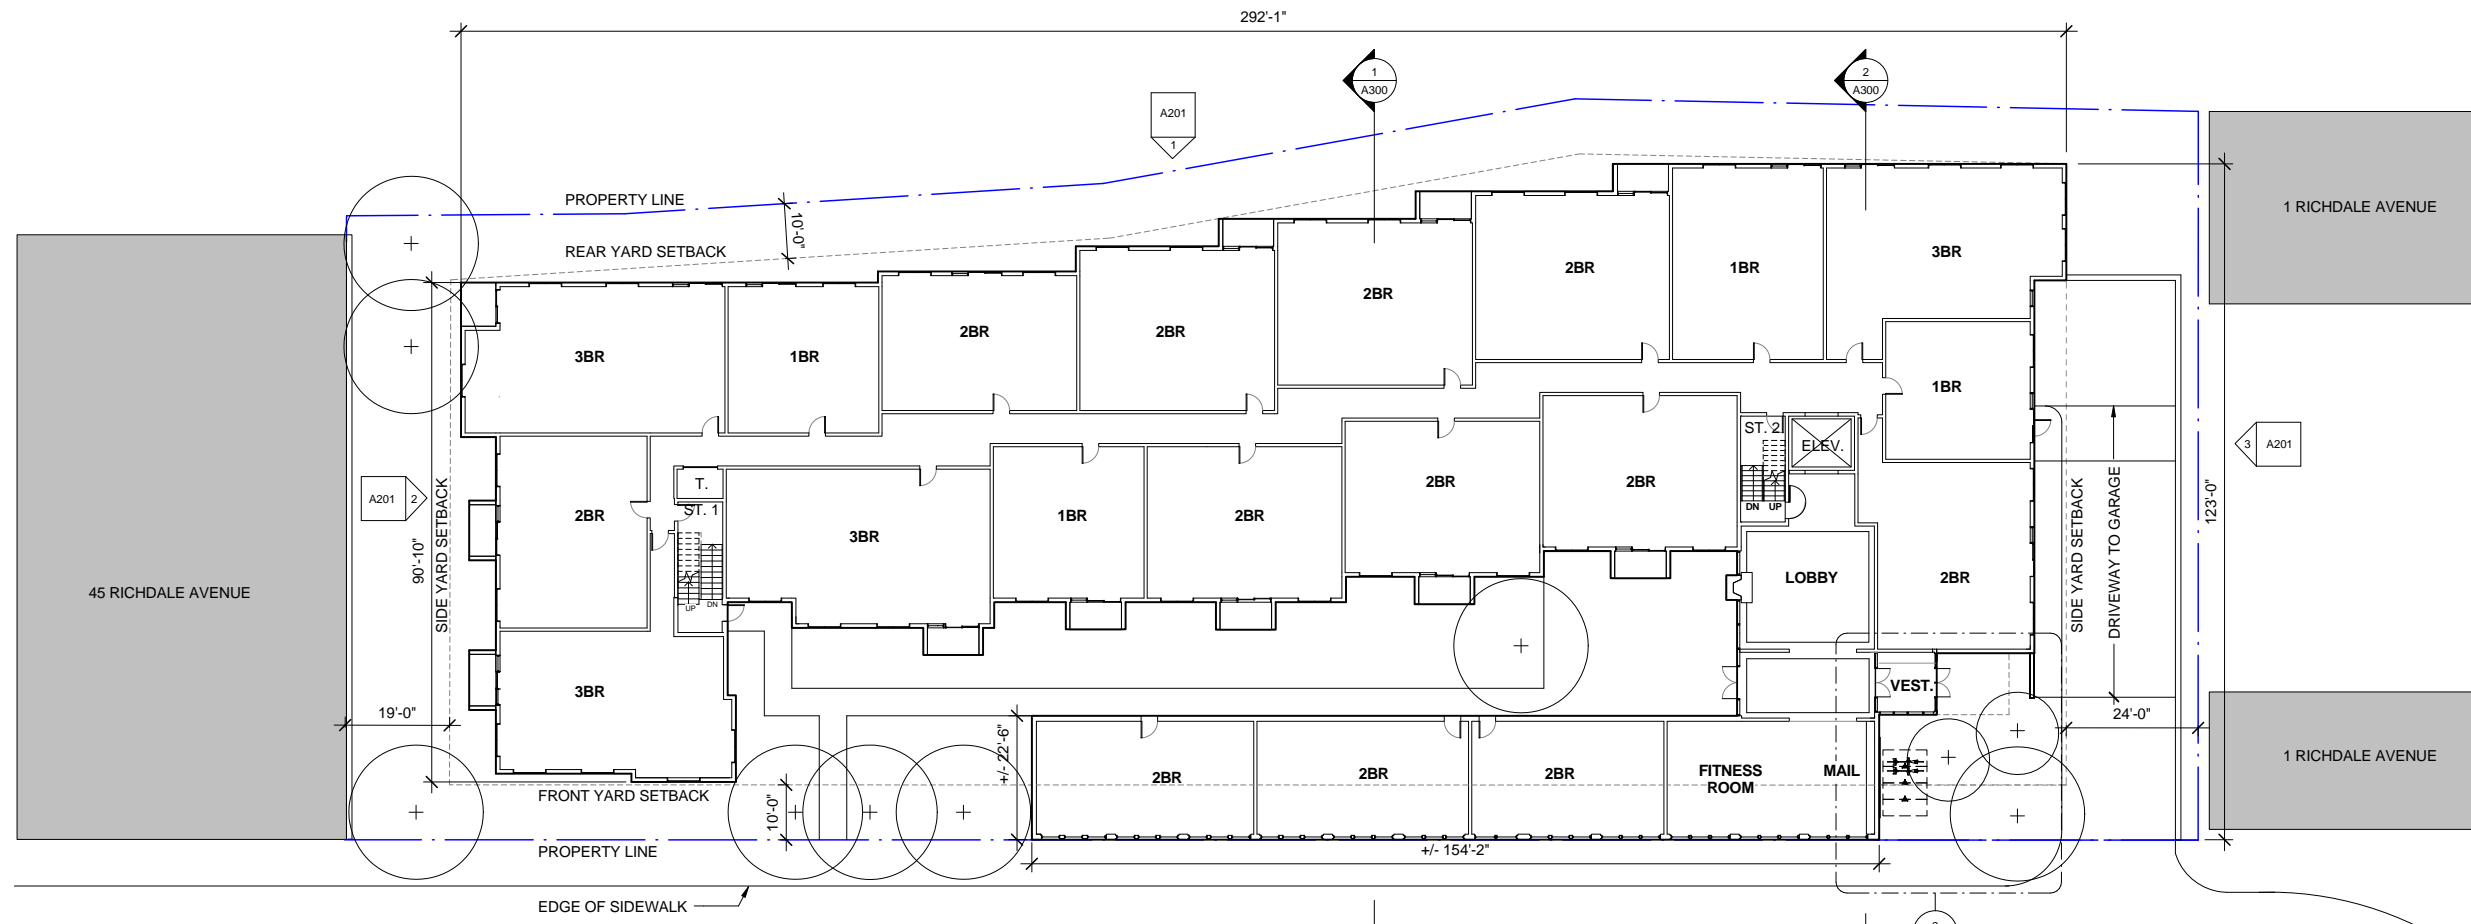 292'-1"
1
A300
2
A300
A201
1
PROPERTY LINE
10'-0"
REAR YARD SETBACK
1 RICHDALE AVENUE
3BR
2BR
1BR
2BR
2BR
2BR
3BR
1BR
1BR
ST. 2
ELEV.
3
A201
A201
2
SIDE YARD SETBACK
90'-10"
T.
ST. 1
2BR
3BR
1BR
2BR
2BR
2BR
DN
UP
SIDE YARD SETBACK
DRIVEWAY TO GARAGE
123'-0"
45 RICHDALE AVENUE
LOBBY
2BR
UP
DN
3BR
VEST.
19'-0"
24'-0"
+/- 22'-6"
2BR
2BR
2BR
FITNESS
ROOM
MAIL
1 RICHDALE AVENUE
FRONT YARD SETBACK
10'-0"
PROPERTY LINE
+/- 154'-2"
EDGE OF SIDEWALK